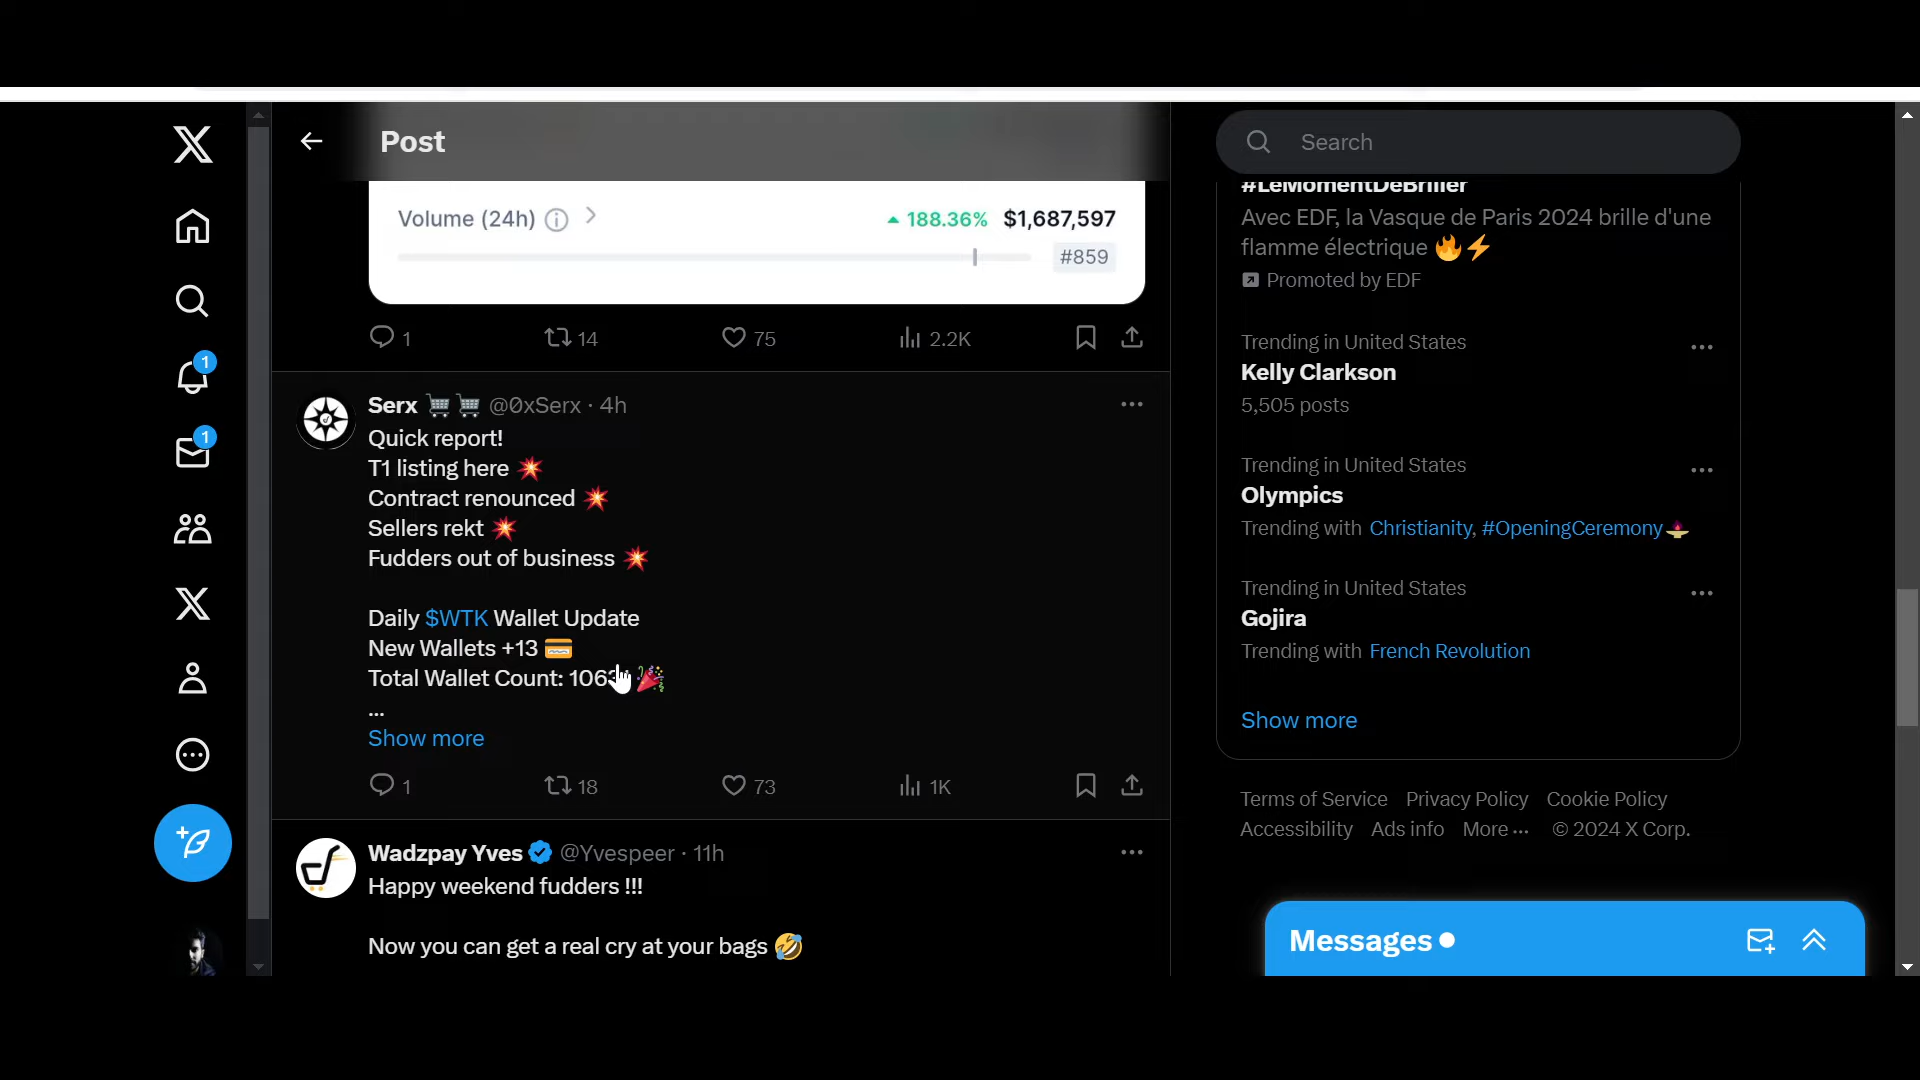 Post
Volume (24h)
188.36% $1,687,597
#859
1
14
75
2.2K
Serx @0xSerx · 4h
Quick report!
T1 listing here 💥
Contract renounced 💥
Sellers rekt 💥
Fudders out of business 💥
Daily $WTK Wallet Update
New Wallets +13 💳
Total Wallet Count: 🎉
...
Show more
1
18
73
1K
Wadzpay Yves @Yvespeer · 11h
Happy weekend fudders !!!
Now you can get a real cry at your bags 🤣
1
1
Search
#LeMomentDeBriller
Avec EDF, la Vasque de Paris 2024 brille d'une
flamme électrique 🔥⚡
Promoted by EDF
Trending in United States
Kelly Clarkson
5,505 posts
Trending in United States
Olympics
Trending with Christianity, #OpeningCeremony
Trending in United States
Gojira
Trending with French Revolution
Show more
Terms of Service Privacy Policy Cookie Policy
Accessibility Ads info More ··· © 2024 X Corp.
Messages